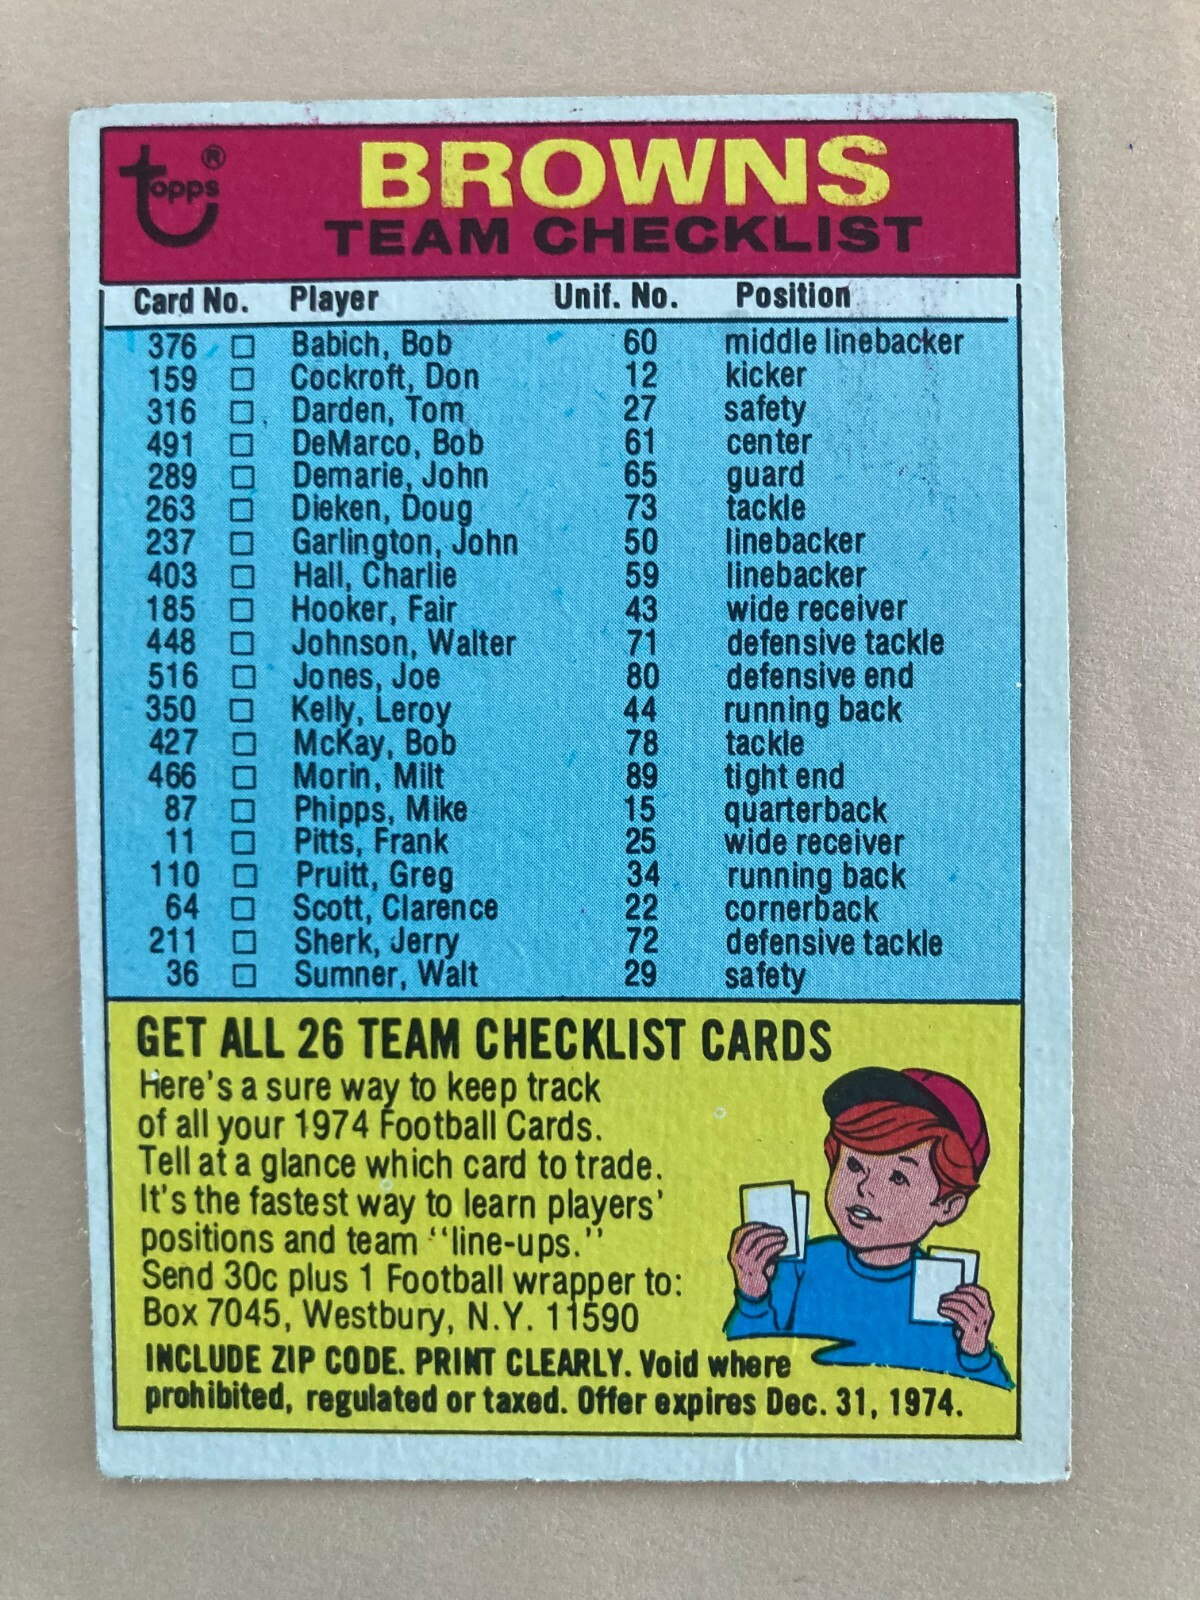 Topps ®
BROWNS
TEAM CHECKLIST
Card No. Player Unif. No. Position
376 □ Babich, Bob 60 middle linebacker
159 □ Cockroft, Don 12 kicker
316 □ Darden, Tom 27 safety
491 □ DeMarco, Bob 61 center
289 □ Demarie, John 65 guard
263 □ Dieken, Doug 73 tackle
237 □ Garlington, John 50 linebacker
403 □ Hall, Charlie 59 linebacker
185 □ Hooker, Fair 43 wide receiver
448 □ Johnson, Walter 71 defensive tackle
516 □ Jones, Joe 80 defensive end
350 □ Kelly, Leroy 44 running back
427 □ McKay, Bob 78 tackle
466 □ Morin, Milt 89 tight end
87 □ Phipps, Mike 15 quarterback
11 □ Pitts, Frank 25 wide receiver
110 □ Pruitt, Greg 34 running back
64 □ Scott, Clarence 22 cornerback
211 □ Sherk, Jerry 72 defensive tackle
36 □ Sumner, Walt 29 safety
GET ALL 26 TEAM CHECKLIST CARDS
Here's a sure way to keep track
of all your 1974 Football Cards.
Tell at a glance which card to trade.
It's the fastest way to learn players'
positions and team "line-ups."
Send 30c plus 1 Football wrapper to:
Box 7045, Westbury, N.Y. 11590
INCLUDE ZIP CODE. PRINT CLEARLY. Void where
prohibited, regulated or taxed. Offer expires Dec. 31, 1974.